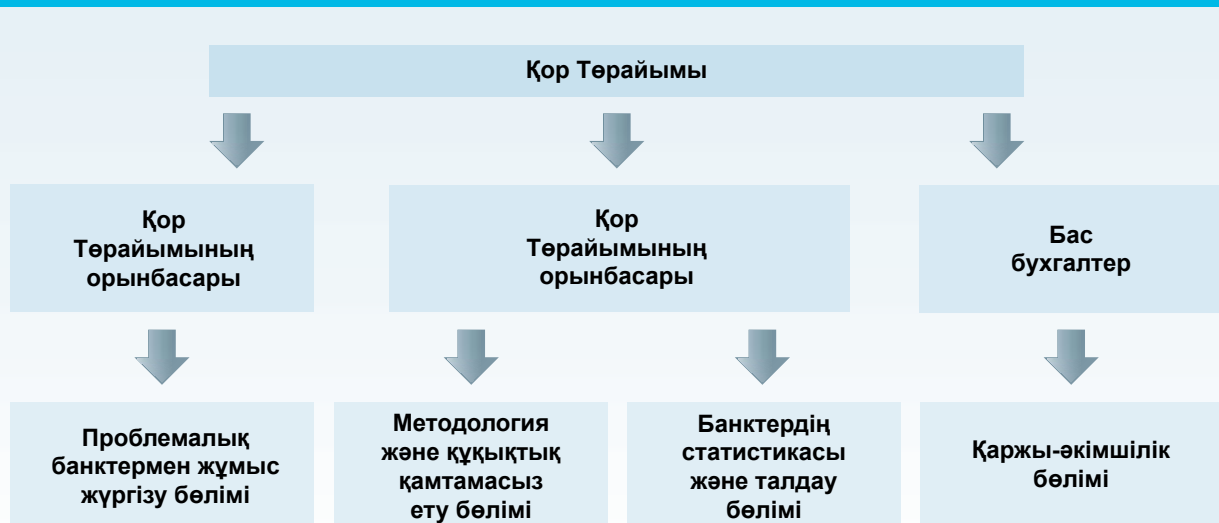 Қор Төрайымы
Қор
Төрайымының
орынбасары
Қор
Төрайымының
орынбасары
Бас
бухгалтер
Проблемалық
банктермен жұмыс
жүргізу бөлімі
Методология
және құқықтық
қамтамасыз
ету бөлімі
Банктердің
статистикасы
және талдау
бөлімі
Қаржы-әкімшілік
бөлімі